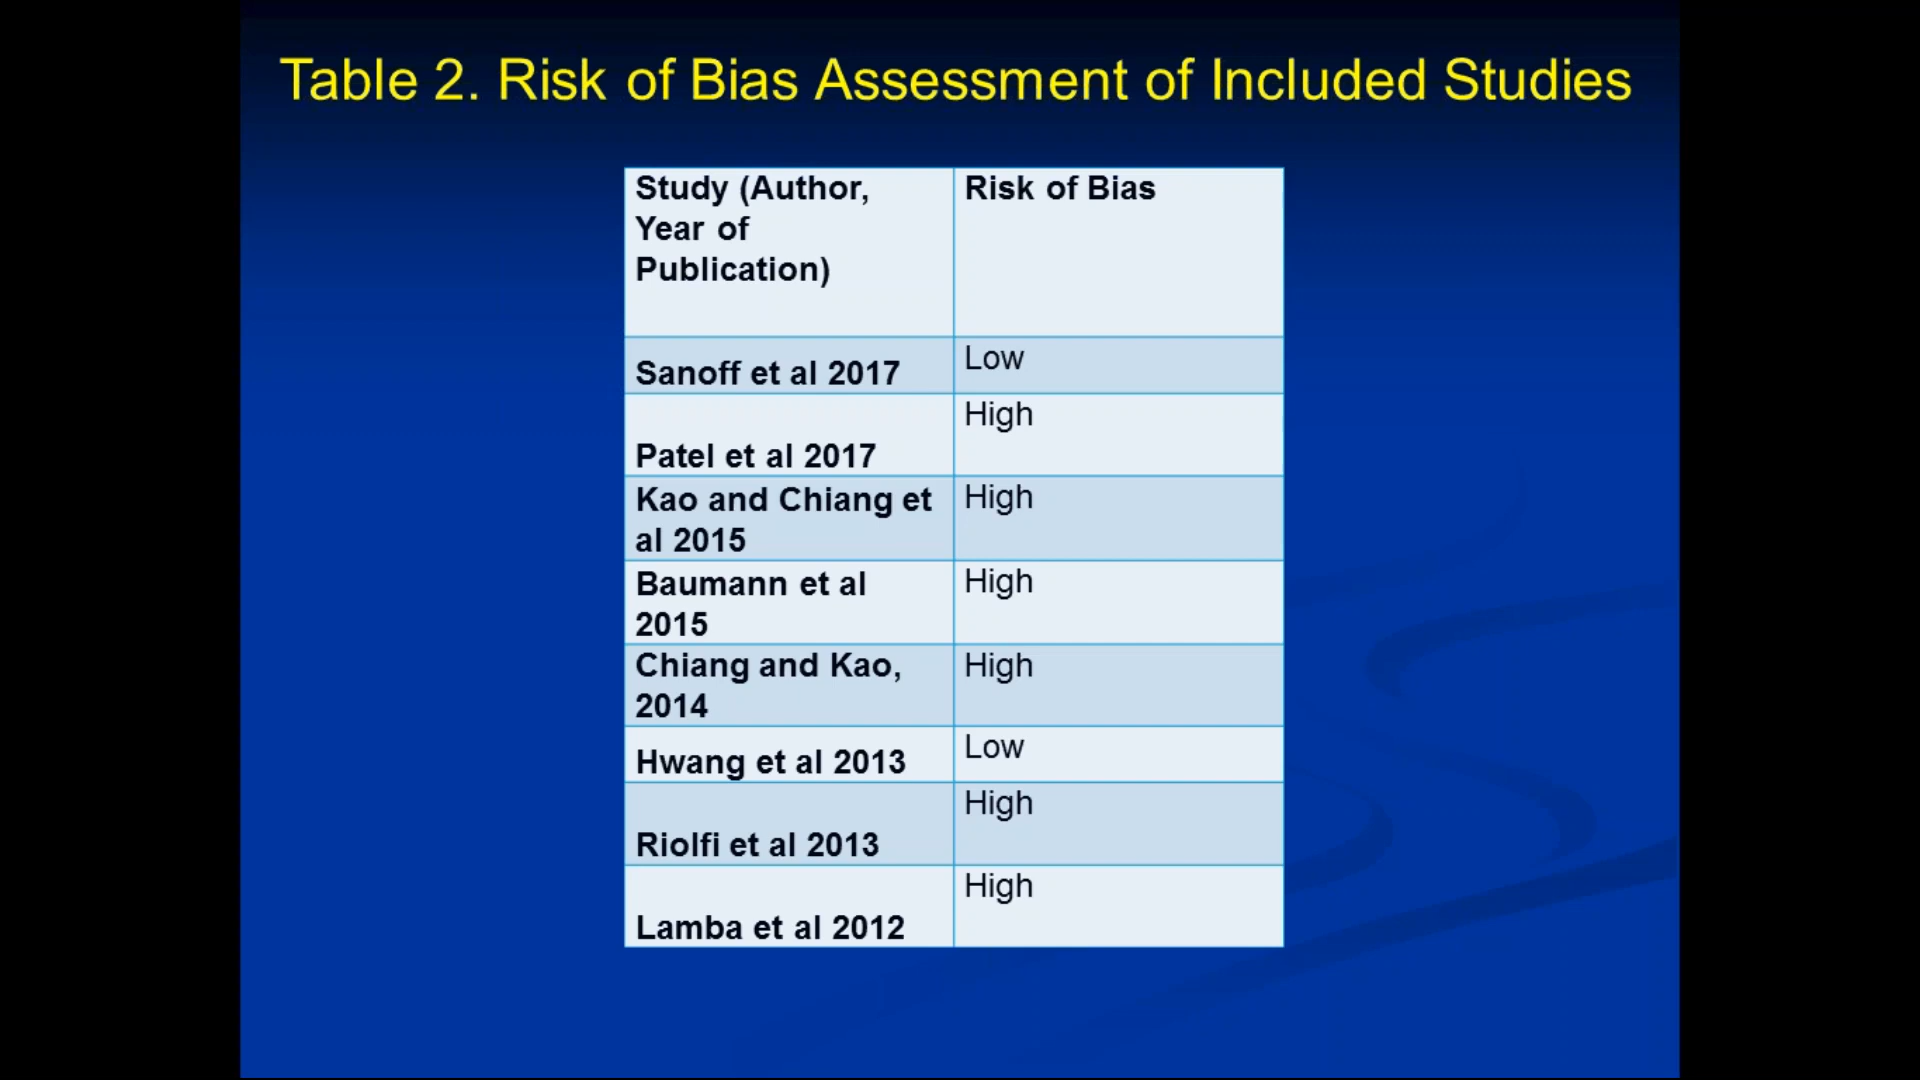 Table 2. Risk of Bias Assessment of Included Studies
Study (Author,
Year of
Publication)
Risk of Bias
Sanoff et al 2017
Low
Patel et al 2017
High
Kao and Chiang et
al 2015
High
Baumann et al
2015
High
Chiang and Kao,
2014
High
Hwang et al 2013
Low
Riolfi et al 2013
High
Lamba et al 2012
High